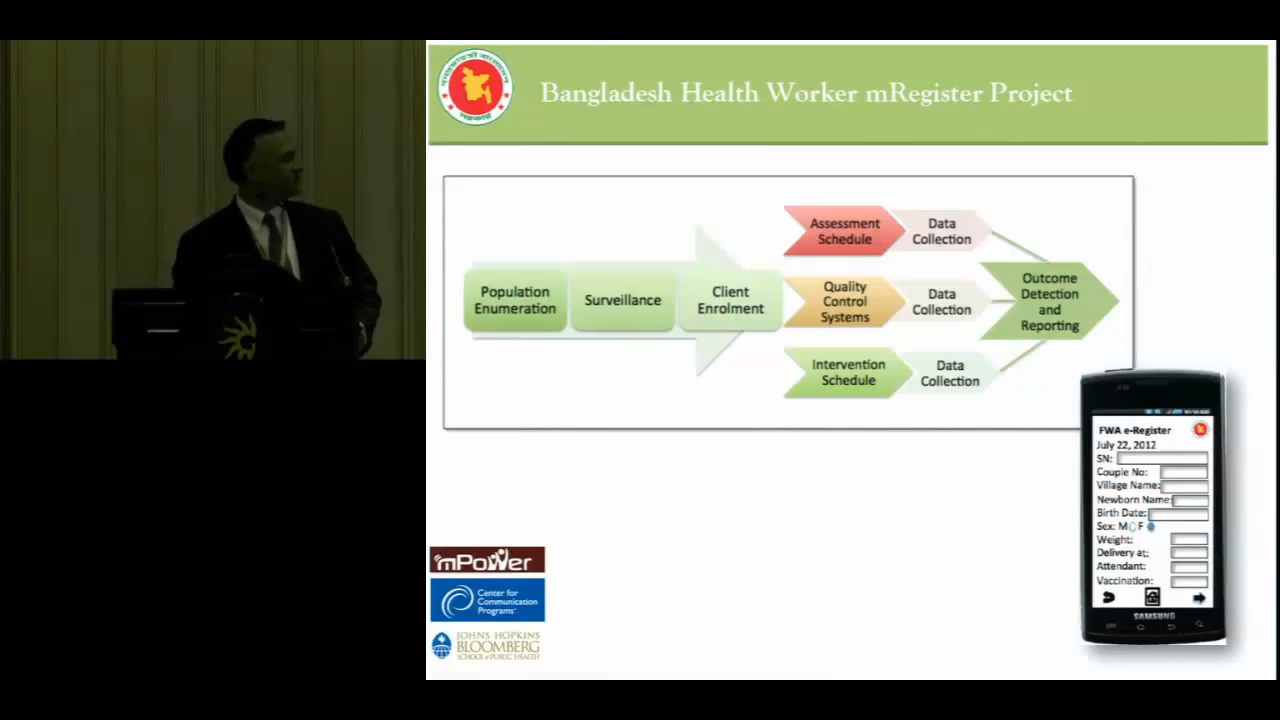 Bangladesh Health Worker mRegister Project
Population
Enumeration
Surveillance
Client
Enrolment
Assessment
Schedule
Data
Collection
Quality
Control
Systems
Data
Collection
Intervention
Schedule
Data
Collection
Outcome
Detection
and
Reporting
FWA e-Register
July 22, 2012
SN:
Couple No:
Village Name:
Newborn Name:
Birth Date:
Sex: M F
Weight:
Delivery at:
Attendant:
Vaccination:
SAMSUNG
mPower
Center for
Communication
Programs
JOHNS HOPKINS
BLOOMBERG
SCHOOL of PUBLIC HEALTH